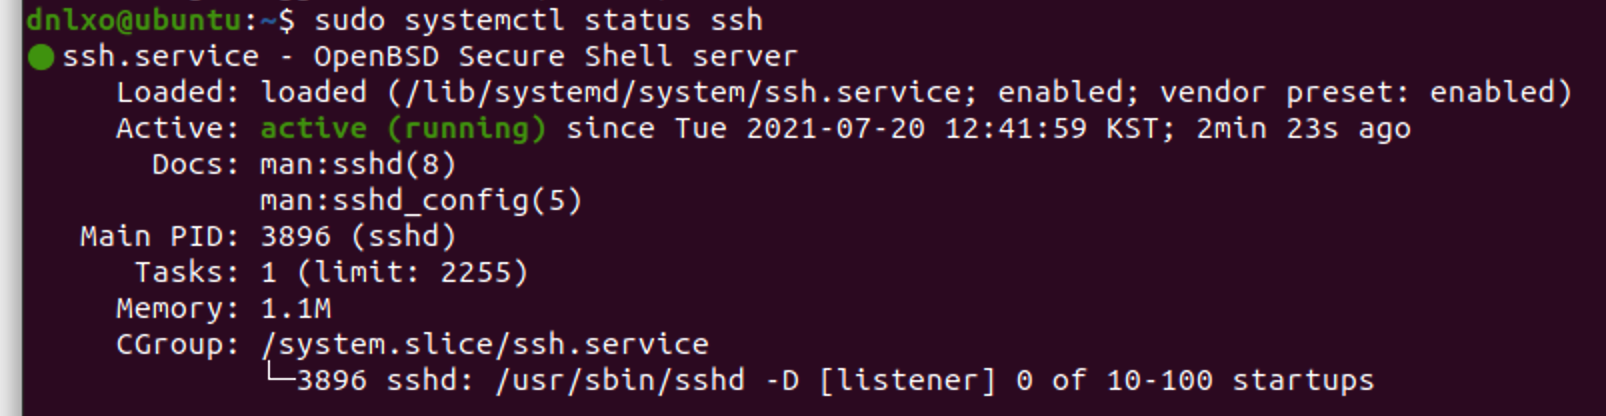 dnlxo@ubuntu:~$ sudo systemctl status ssh
● ssh.service - OpenBSD Secure Shell server
Loaded: loaded (/lib/systemd/system/ssh.service; enabled; vendor preset: enabled)
Active: active (running) since Tue 2021-07-20 12:41:59 KST; 2min 23s ago
Docs: man:sshd(8)
man:sshd_config(5)
Main PID: 3896 (sshd)
Tasks: 1 (limit: 2255)
Memory: 1.1M
CGroup: /system.slice/ssh.service
└─3896 sshd: /usr/sbin/sshd -D [listener] 0 of 10-100 startups